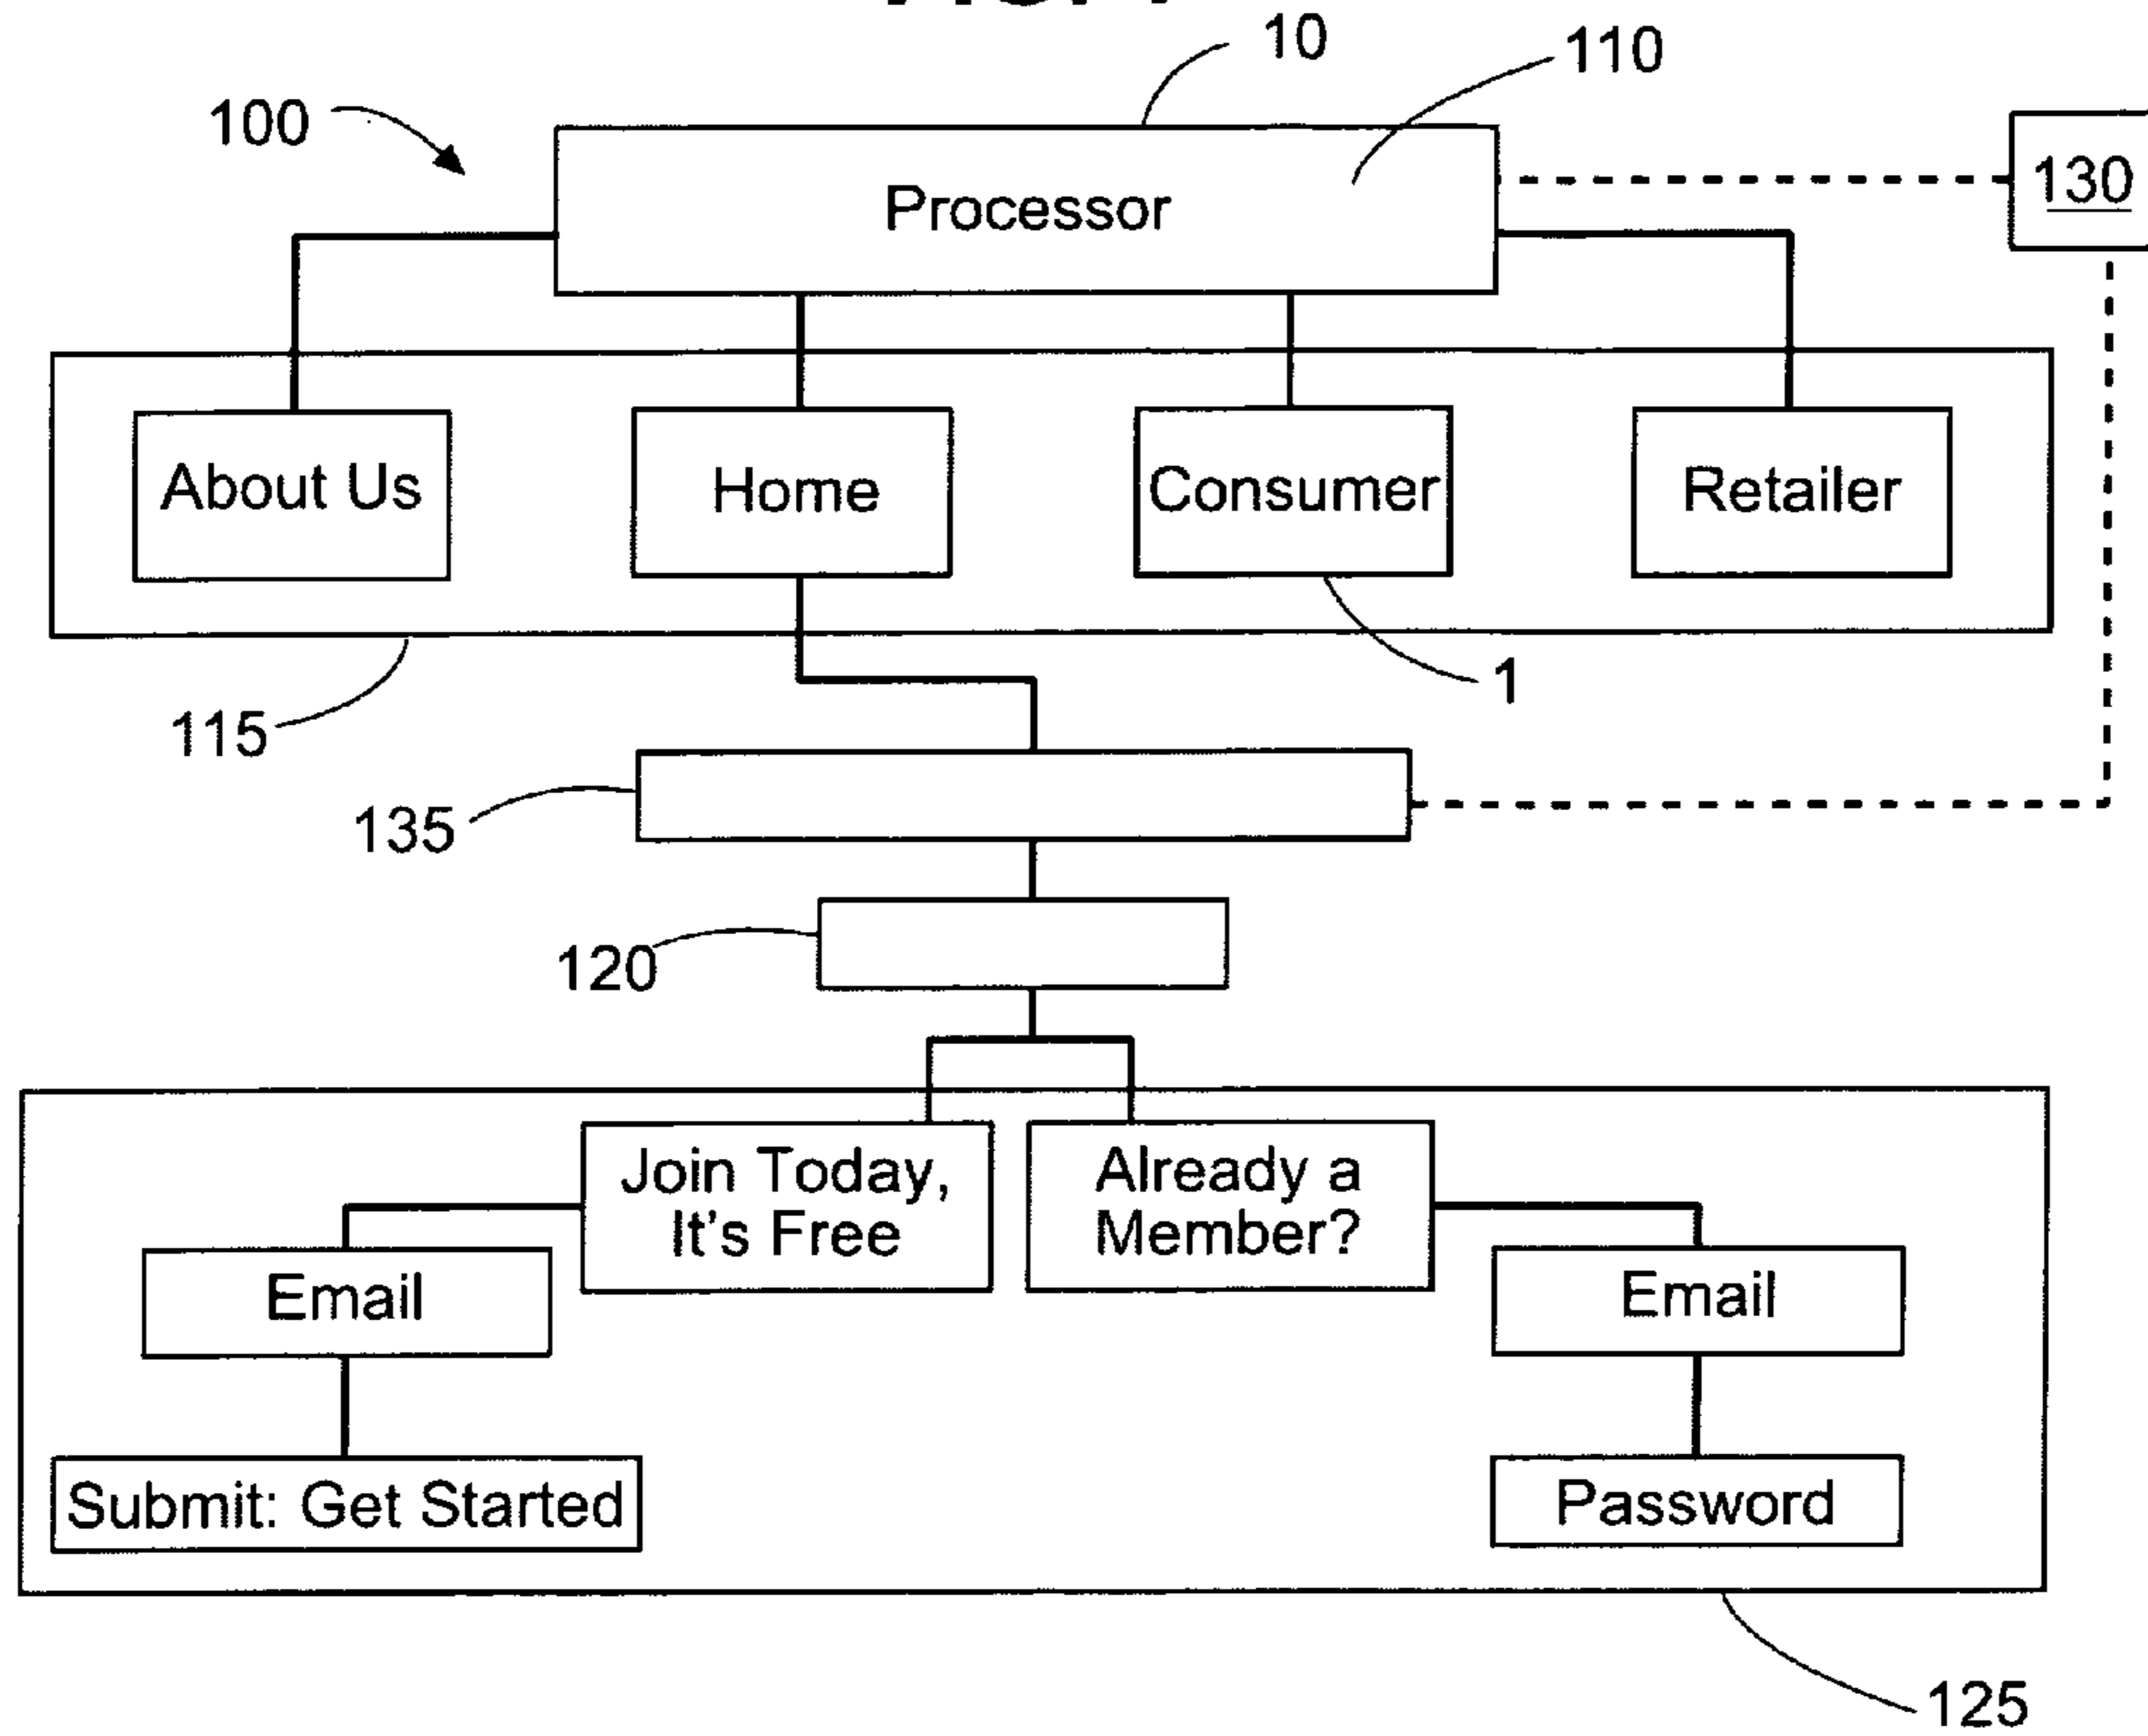 10
110
100
130
Processor
About Us
Home
Consumer
Retailer
1
115
135
120
Join Today,
It's Free
Already a
Member?
Email
Email
Submit: Get Started
Password
125